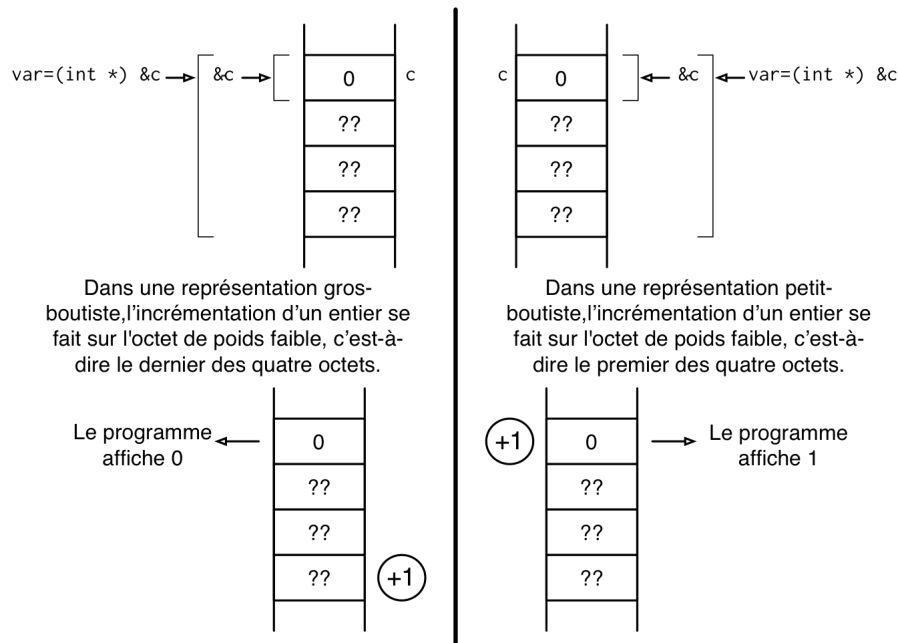 var=(int *) &c
&c
0
c
??
??
??
Dans une représentation gros-
boutiste,l'incrémentation d'un entier se
fait sur l'octet de poids faible, c'est-à-
dire le dernier des quatre octets.
Le programme
affiche 0
0
??
??
??
+1
c
0
&c
var=(int *) &c
??
??
??
Dans une représentation petit-
boutiste,l'incrémentation d'un entier se
fait sur l'octet de poids faible, c'est-à-
dire le premier des quatre octets.
+1
0
Le programme
affiche 1
??
??
??